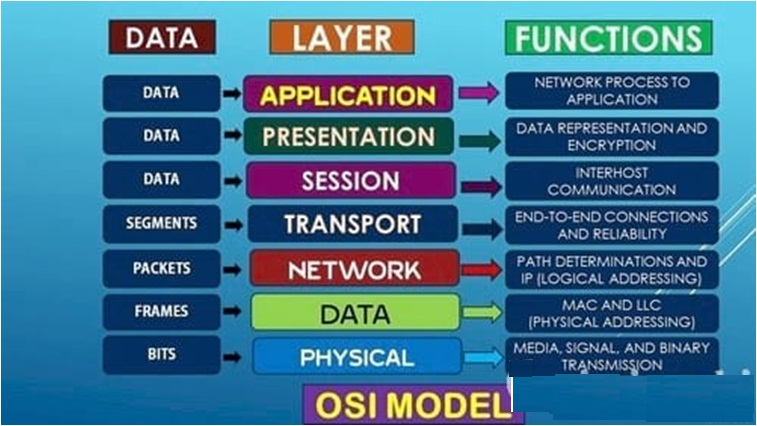 DATA LAYER FUNCTIONS
DATA APPLICATION NETWORK PROCESS TO
APPLICATION
DATA PRESENTATION DATA REPRESENTATION AND
ENCRYPTION
DATA SESSION INTERHOST
COMMUNICATION
SEGMENTS TRANSPORT END-TO-END CONNECTIONS
AND RELIABILITY
PACKETS NETWORK PATH DETERMINATIONS AND
IP (LOGICAL ADDRESSING)
FRAMES DATA MAC AND LLC
(PHYSICAL ADDRESSING)
BITS PHYSICAL MEDIA, SIGNAL, AND BINARY
TRANSMISSION
OSI MODEL